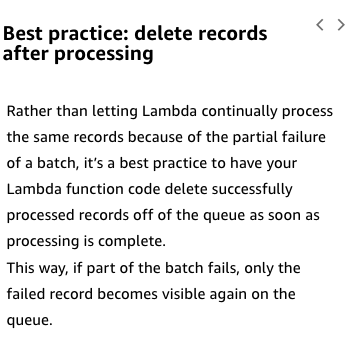 Best practice: delete records
after processing
Rather than letting Lambda continually process
the same records because of the partial failure
of a batch, it’s a best practice to have your
Lambda function code delete successfully
processed records off of the queue as soon as
processing is complete.
This way, if part of the batch fails, only the
failed record becomes visible again on the
queue.